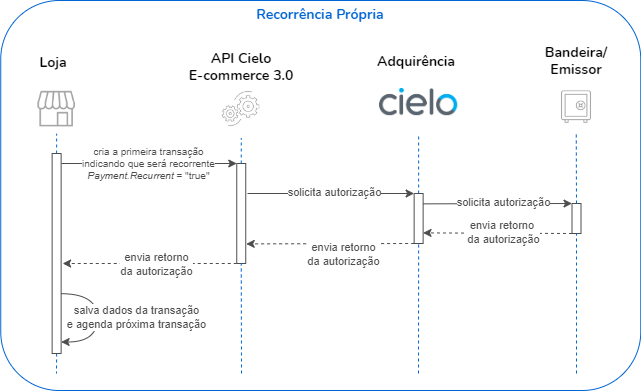 Recorrência Própria
Loja
API Cielo
E-commerce 3.0
Adquirência
Bandeira/
Emissor
cielo
cria a primeira transação
indicando que será recorrente
Payment.Recurrent = "true"
solicita autorização
solicita autorização
envia retorno
da autorização
envia retorno
da autorização
envia retorno
da autorização
salva dados da transação
e agenda próxima transação